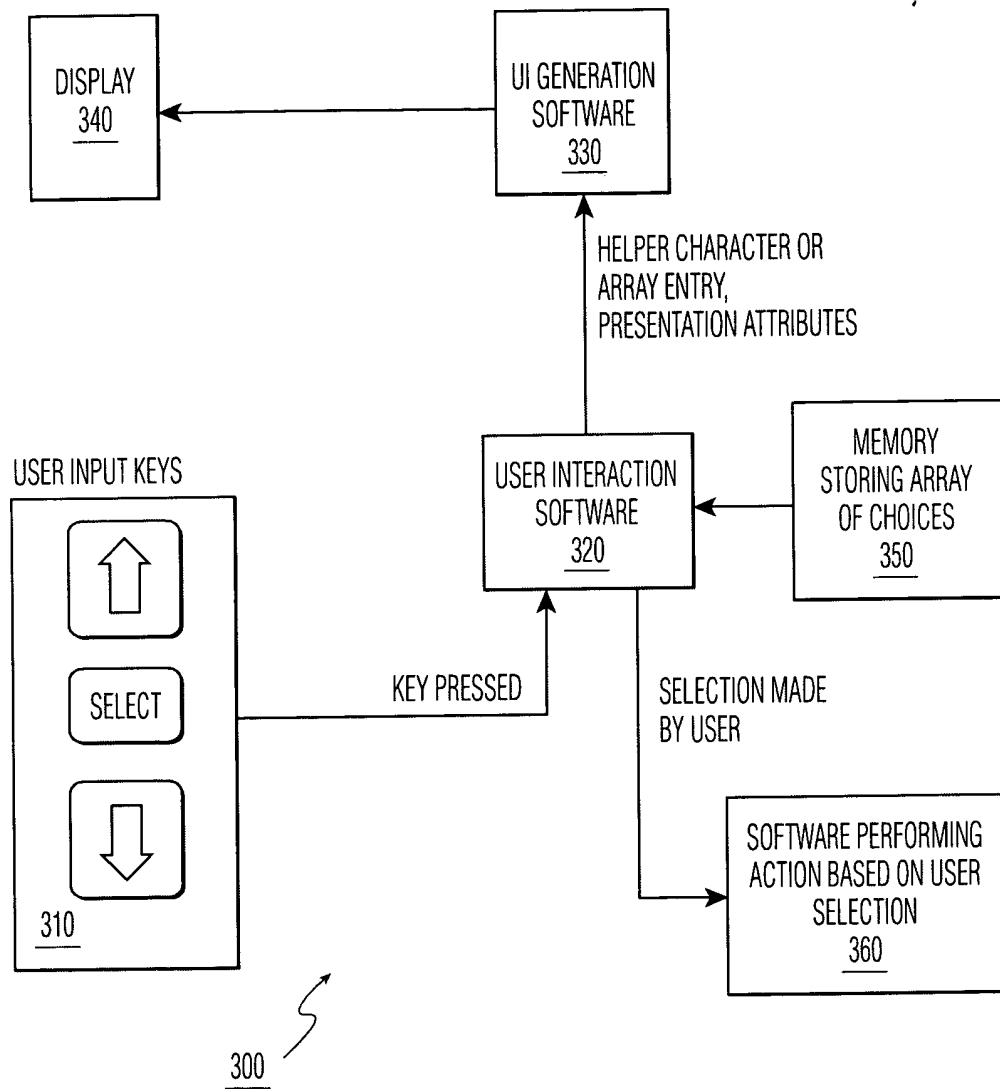 DISPLAY
340
UI GENERATION
SOFTWARE
330
HELPER CHARACTER OR
ARRAY ENTRY,
PRESENTATION ATTRIBUTES
MEMORY
STORING ARRAY
OF CHOICES
350
USER INTERACTION
SOFTWARE
320
USER INPUT KEYS
SELECT
310
KEY PRESSED
SELECTION MADE
BY USER
SOFTWARE PERFORMING
ACTION BASED ON USER
SELECTION
360
300